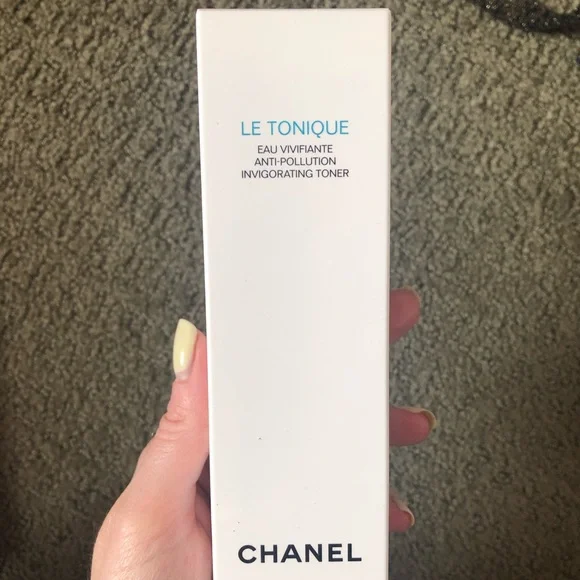 LE TONIQUE
EAU VIVIFIANTE
ANTI-POLLUTION
INVIGORATING TONER
CHANEL